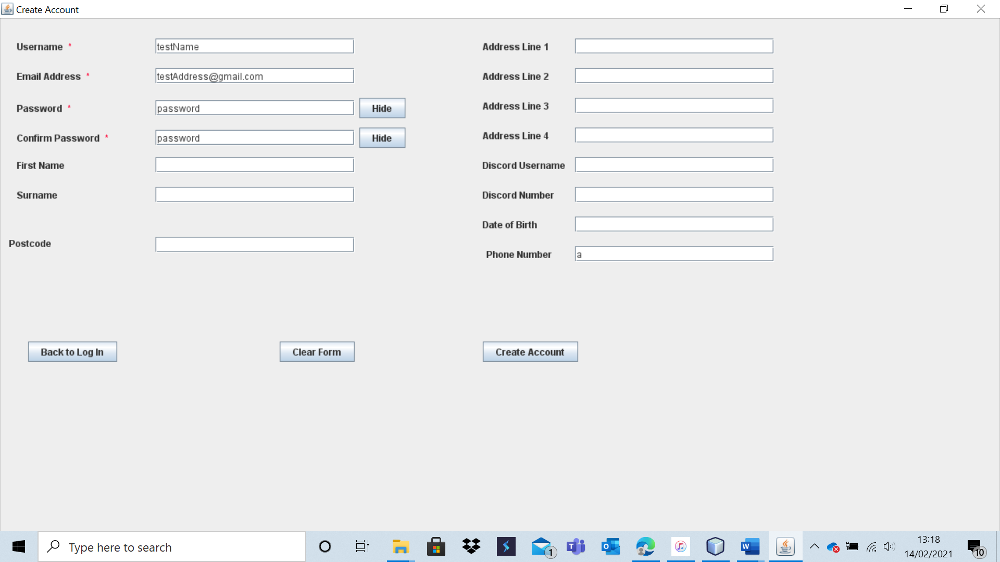 Create Account
Username *
testName
Email Address *
testAddress@gmail.com
Password *
password
Hide
Confirm Password *
password
Hide
First Name
Surname
Postcode
Address Line 1
Address Line 2
Address Line 3
Address Line 4
Discord Username
Discord Number
Date of Birth
Phone Number
a
Back to Log In
Clear Form
Create Account
Type here to search
1
T
O
W
13:18
14/02/2021
10